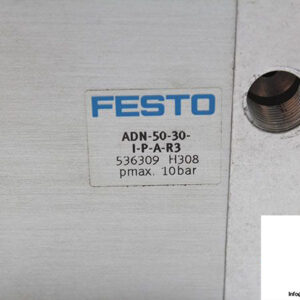 FESTO
ADN-50-30-
I-P-A-R3
536309 H308
pmax. 10bar